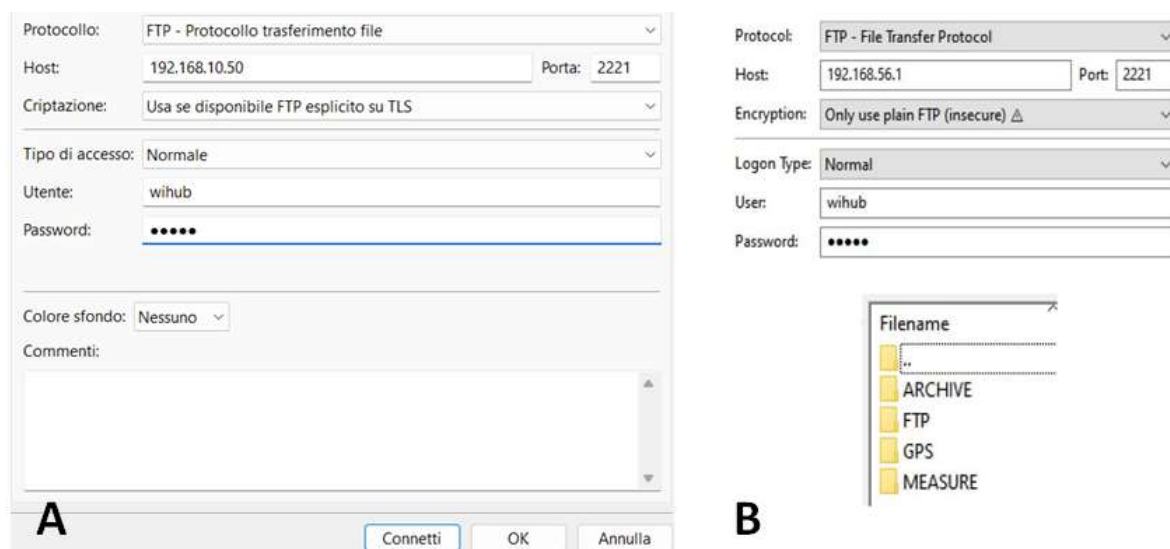 Protocollo: FTP - Protocollo trasferimento file
Host: 192.168.10.50 Porta: 2221
Criptazione: Usa se disponibile FTP esplicito su TLS
Tipo di accesso: Normale
Utente: wihub
Password: •••••
Colore sfondo: Nessuno
Commenti:
A
Connetti OK Annulla
Protocol: FTP - File Transfer Protocol
Host: 192.168.56.1 Port: 2221
Encryption: Only use plain FTP (insecure) ⚠
Logon Type: Normal
User: wihub
Password: •••••
Filename
..
ARCHIVE
FTP
GPS
MEASURE
B